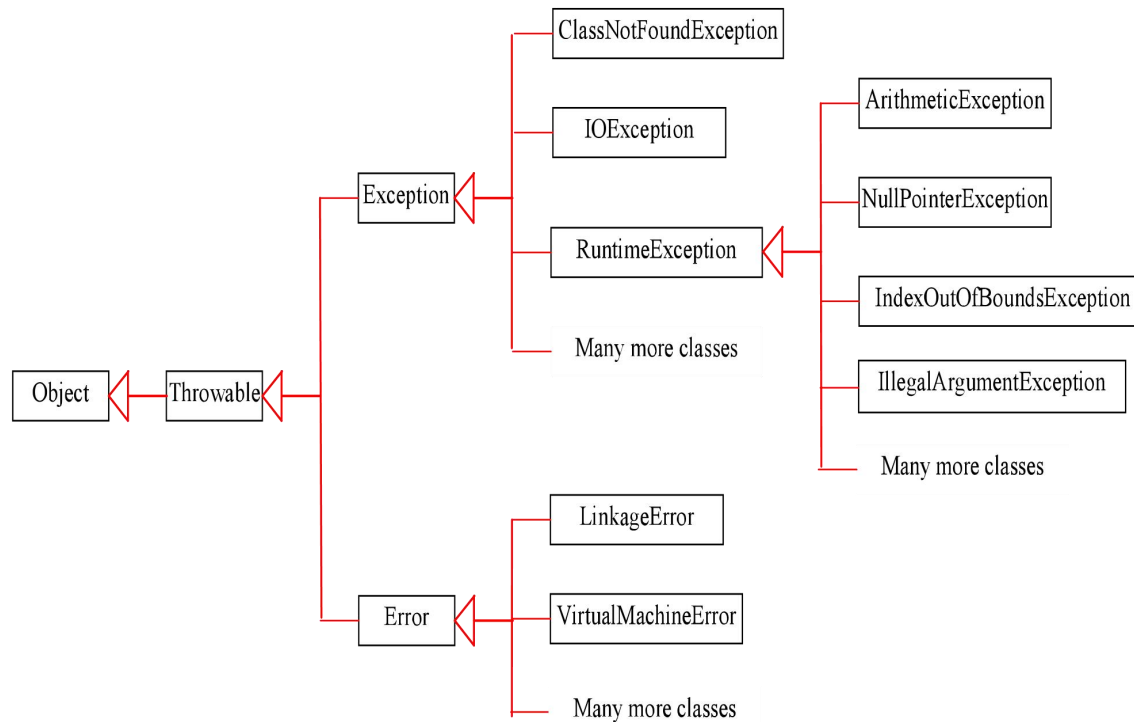 ClassNotFoundException
ArithmeticException
IOException
Exception
NullPointerException
RuntimeException
IndexOutOfBoundsException
Many more classes
Object
Throwable
IllegalArgumentException
Many more classes
LinkageError
Error
VirtualMachineError
Many more classes